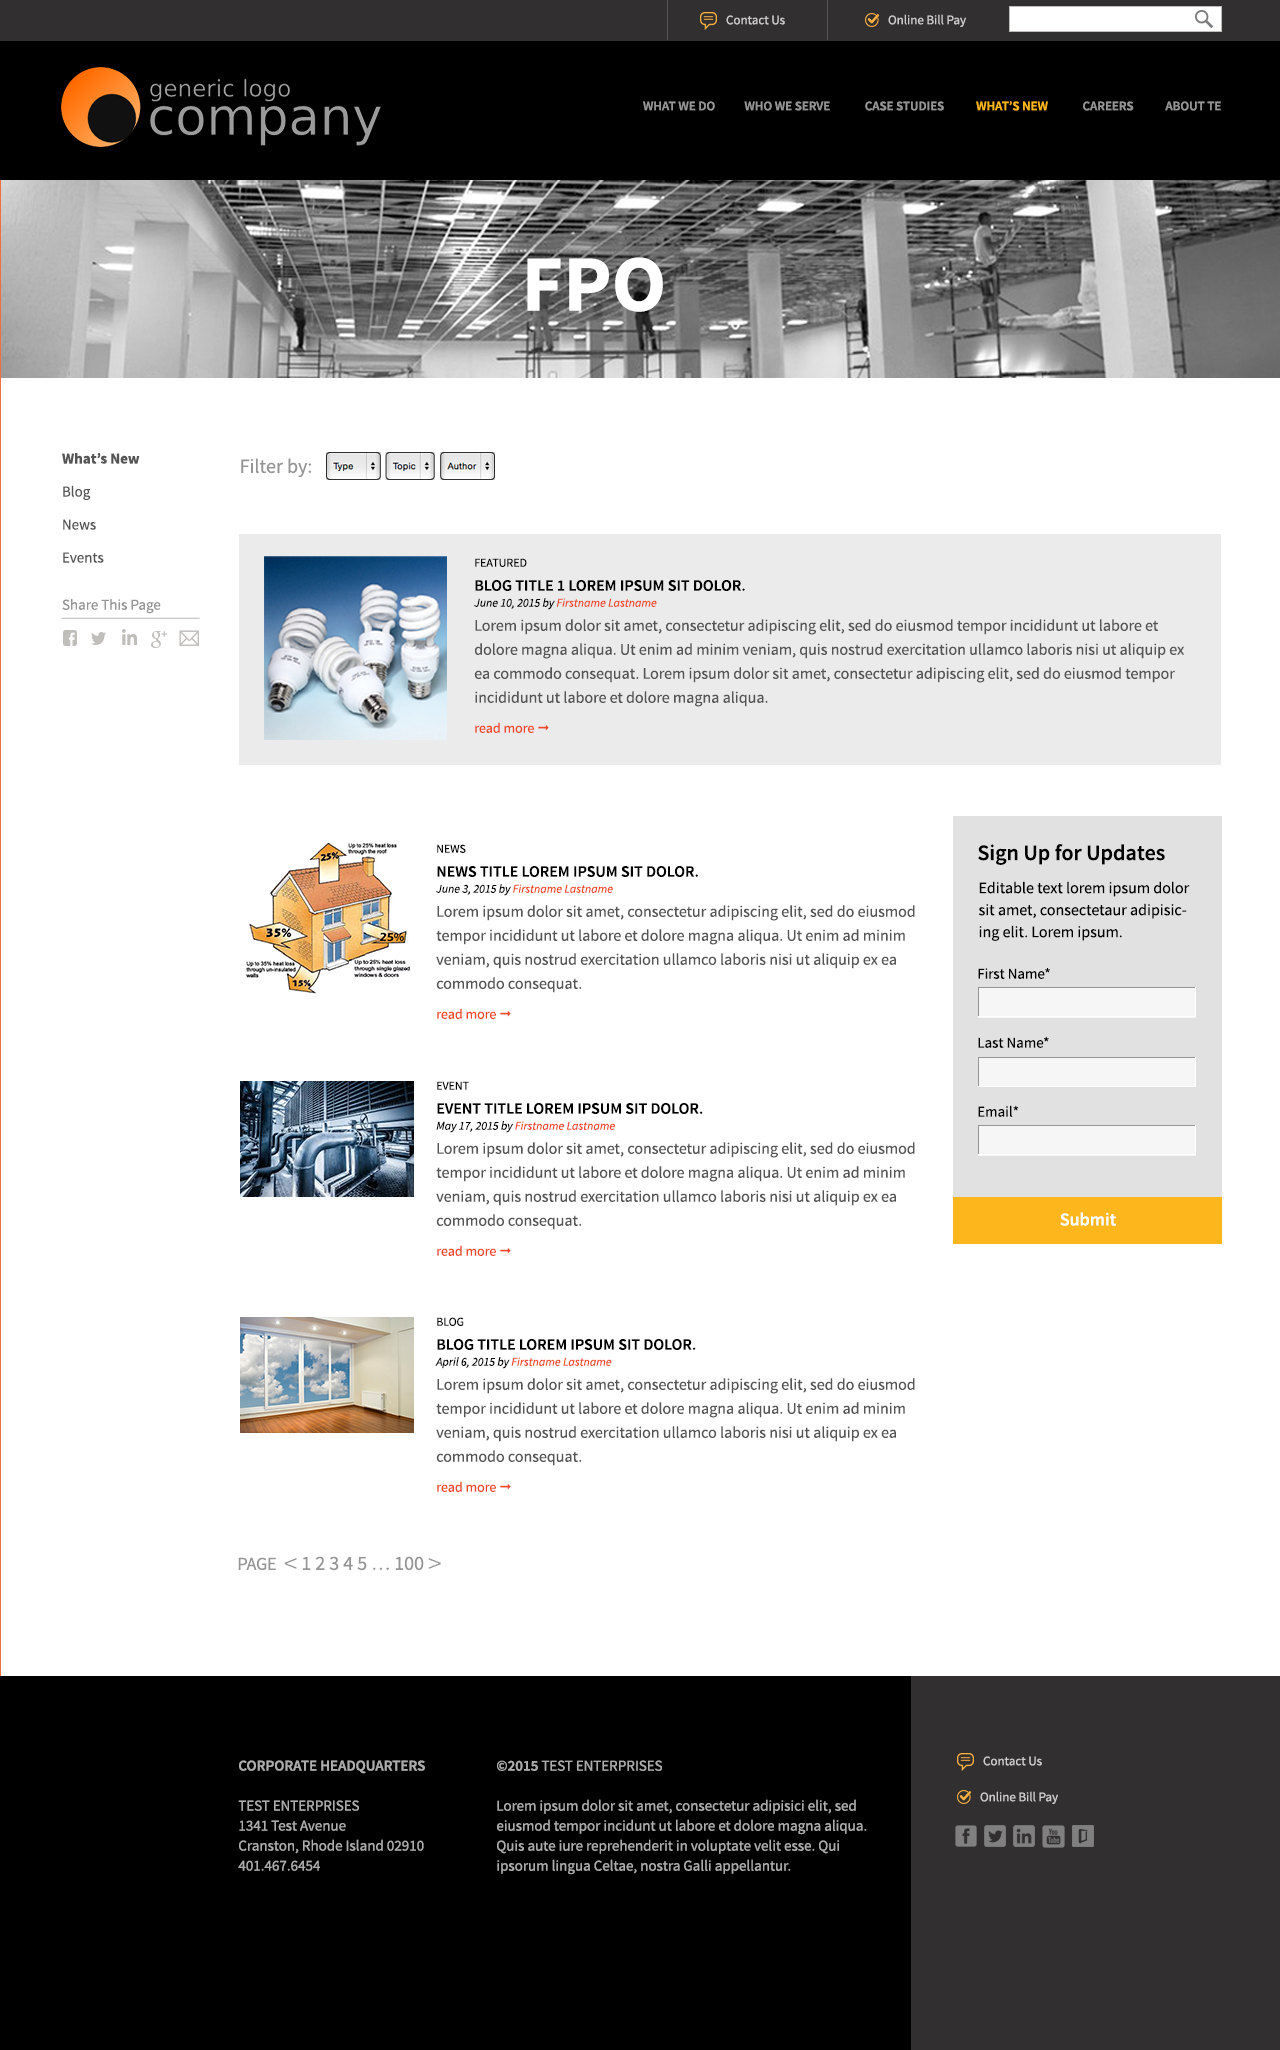 Contact Us
Online Bill Pay
generic logo
company
WHAT WE DO
WHO WE SERVE
CASE STUDIES
WHAT'S NEW
CAREERS
ABOUT TE
FPO
What's New
Blog
News
Events
Share This Page
Filter by:
Type
Topic
Author
FEATURED
BLOG TITLE 1 LOREM IPSUM SIT DOLOR.
June 10, 2015 by Firstname Lastname
Lorem ipsum dolor sit amet, consectetur adipiscing elit, sed do eiusmod tempor incididunt ut labore et
dolore magna aliqua. Ut enim ad minim veniam, quis nostrud exercitation ullamco laboris nisi ut aliquip ex
ea commodo consequat. Lorem ipsum dolor sit amet, consectetur adipiscing elit, sed do eiusmod tempor
incididunt ut labore et dolore magna aliqua.
read more →
Up to 25% heat loss
through the roof
25%
35%
25%
Up to 35% heat loss
through un-insulated
walls
Up to 25% heat loss
through single glazed
windows & doors
15%
NEWS
NEWS TITLE LOREM IPSUM SIT DOLOR.
June 3, 2015 by Firstname Lastname
Lorem ipsum dolor sit amet, consectetur adipiscing elit, sed do eiusmod
tempor incididunt ut labore et dolore magna aliqua. Ut enim ad minim
veniam, quis nostrud exercitation ullamco laboris nisi ut aliquip ex ea
commodo consequat.
read more →
EVENT
EVENT TITLE LOREM IPSUM SIT DOLOR.
May 17, 2015 by Firstname Lastname
Lorem ipsum dolor sit amet, consectetur adipiscing elit, sed do eiusmod
tempor incididunt ut labore et dolore magna aliqua. Ut enim ad minim
veniam, quis nostrud exercitation ullamco laboris nisi ut aliquip ex ea
commodo consequat.
read more →
BLOG
BLOG TITLE LOREM IPSUM SIT DOLOR.
April 6, 2015 by Firstname Lastname
Lorem ipsum dolor sit amet, consectetur adipiscing elit, sed do eiusmod
tempor incididunt ut labore et dolore magna aliqua. Ut enim ad minim
veniam, quis nostrud exercitation ullamco laboris nisi ut aliquip ex ea
commodo consequat.
read more →
Sign Up for Updates
Editable text lorem ipsum dolor
sit amet, consectetaur adipisic-
ing elit. Lorem ipsum.
First Name*
Last Name*
Email*
Submit
PAGE < 1 2 3 4 5 … 100 >
CORPORATE HEADQUARTERS
TEST ENTERPRISES
1341 Test Avenue
Cranston, Rhode Island 02910
401.467.6454
©2015 TEST ENTERPRISES
Lorem ipsum dolor sit amet, consectetur adipisici elit, sed
eiusmod tempor incidunt ut labore et dolore magna aliqua.
Quis aute iure reprehenderit in voluptate velit esse. Qui
ipsorum lingua Celtae, nostra Galli appellantur.
Contact Us
Online Bill Pay